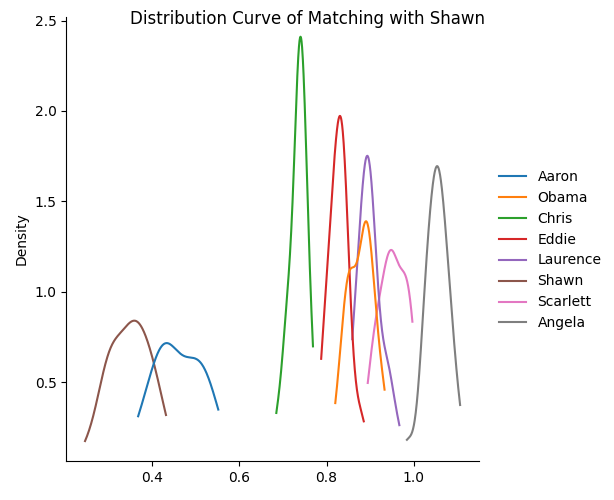 Distribution Curve of Matching with Shawn
2.5
2.0
1.5
1.0
0.5
Density
0.4
0.6
0.8
1.0
Aaron
Obama
Chris
Eddie
Laurence
Shawn
Scarlett
Angela